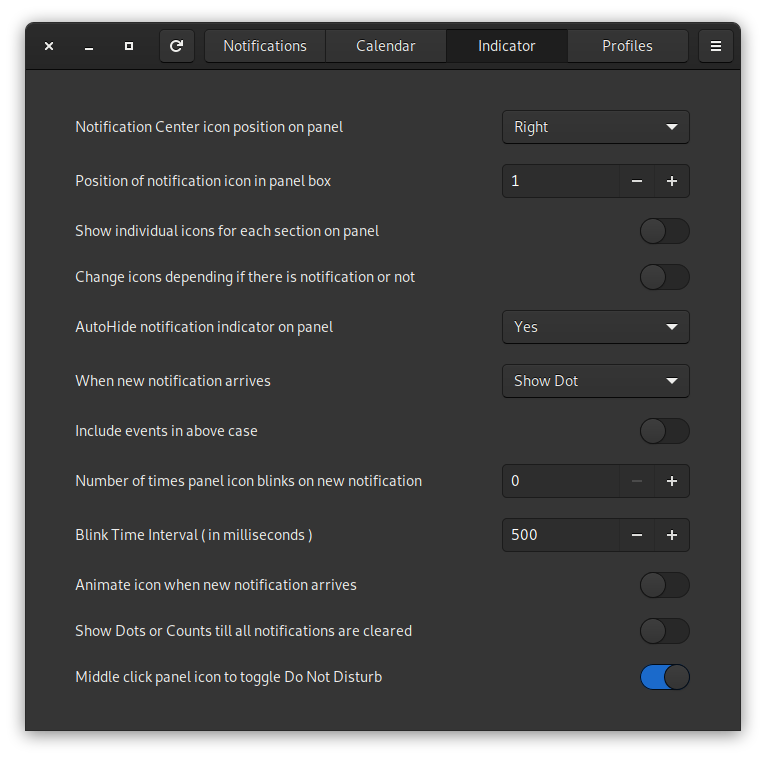 Notifications Calendar Indicator Profiles
Notification Center icon position on panel Right
Position of notification icon in panel box 1
Show individual icons for each section on panel
Change icons depending if there is notification or not
AutoHide notification indicator on panel Yes
When new notification arrives Show Dot
Include events in above case
Number of times panel icon blinks on new notification 0
Blink Time Interval ( in milliseconds ) 500
Animate icon when new notification arrives
Show Dots or Counts till all notifications are cleared
Middle click panel icon to toggle Do Not Disturb